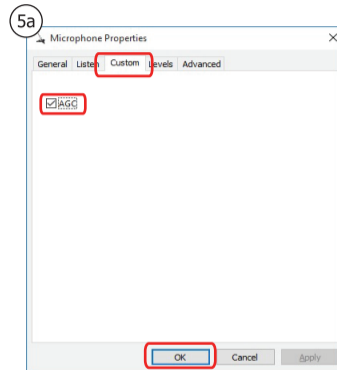 5a
Microphone Properties
General Listen Custom Levels Advanced
AGC
OK Cancel Apply